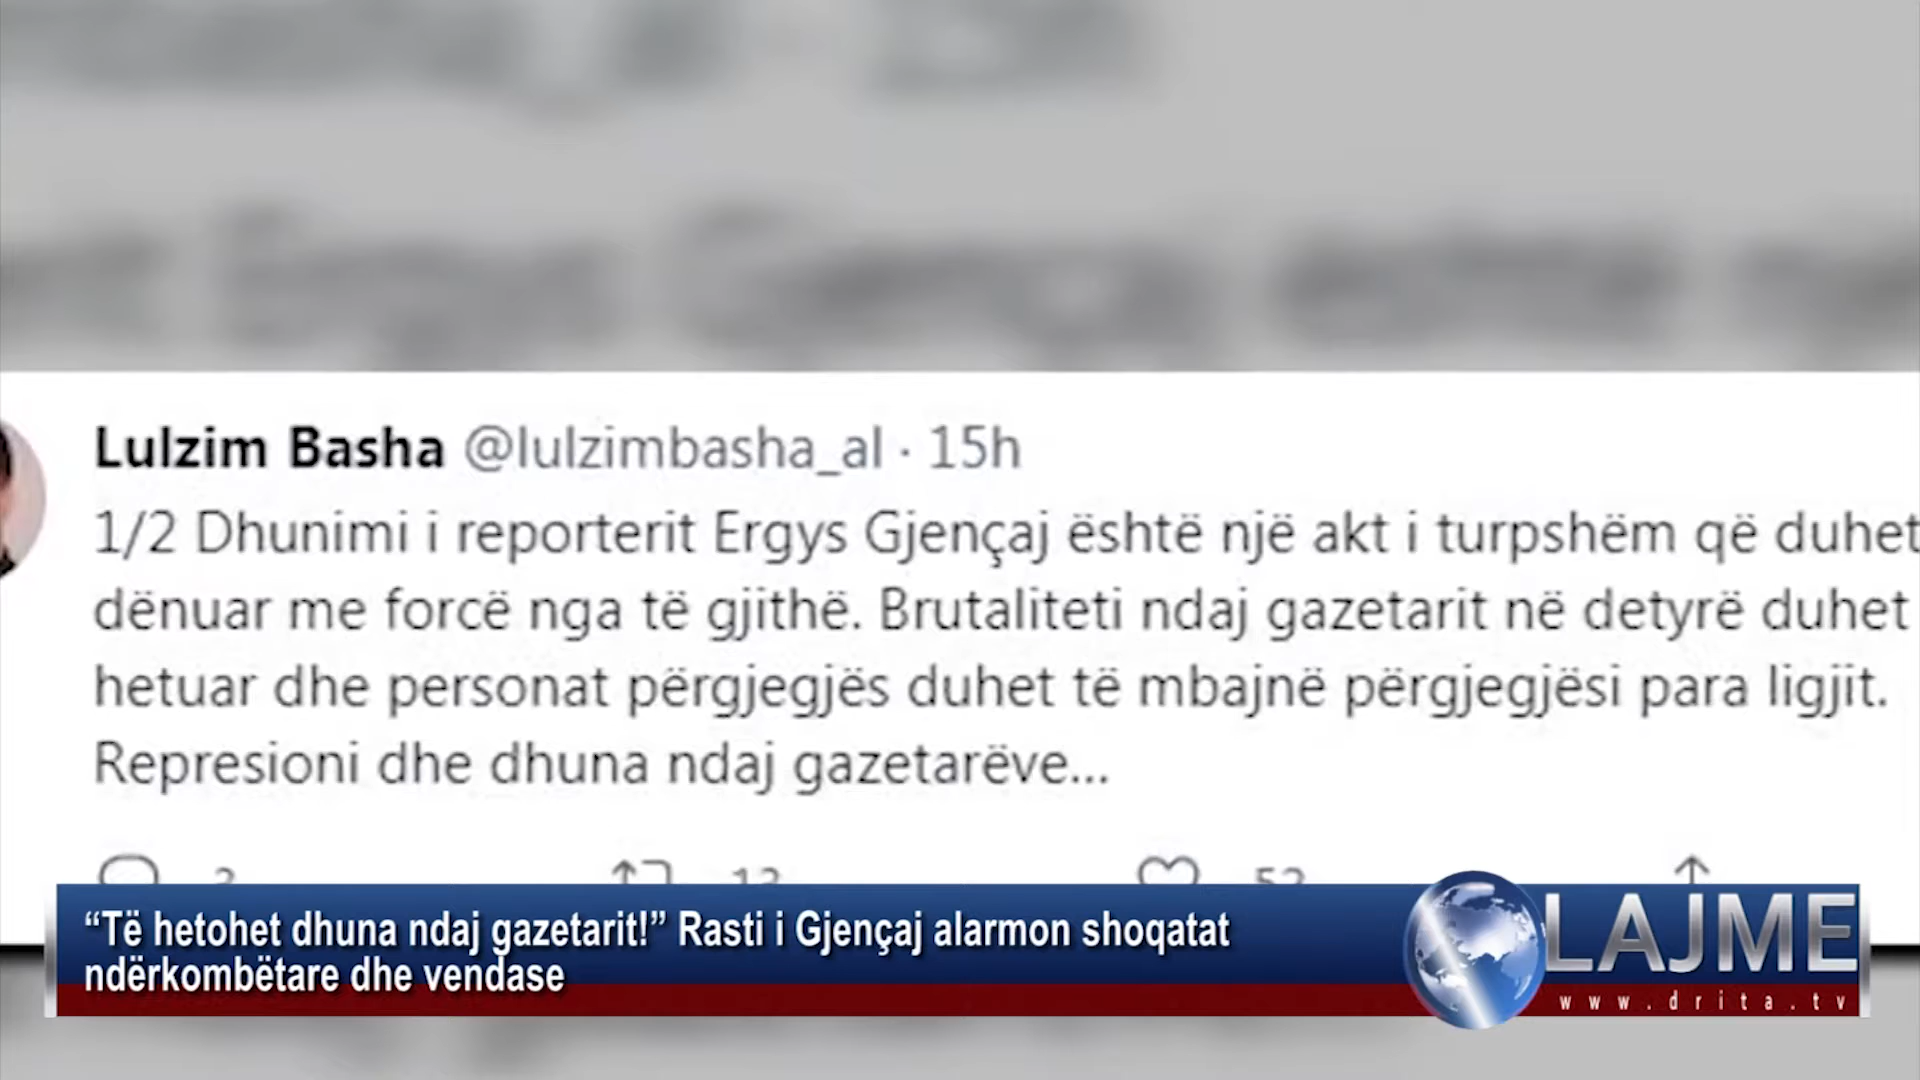 Lulzim Basha @lulzimbasha_al · 15h
1/2 Dhunimi i reporterit Ergys Gjençaj është një akt i turpshëm që duhet
dënuar me forcë nga të gjithë. Brutaliteti ndaj gazetarit në detyrë duhet
hetuar dhe personat përgjegjës duhet të mbajnë përgjegjësi para ligjit.
Represioni dhe dhuna ndaj gazetarëve...
“Të hetohet dhuna ndaj gazetarit!” Rasti i Gjençaj alarmon shoqatat
ndërkombëtare dhe vendase
LAJME
www.drita.tv